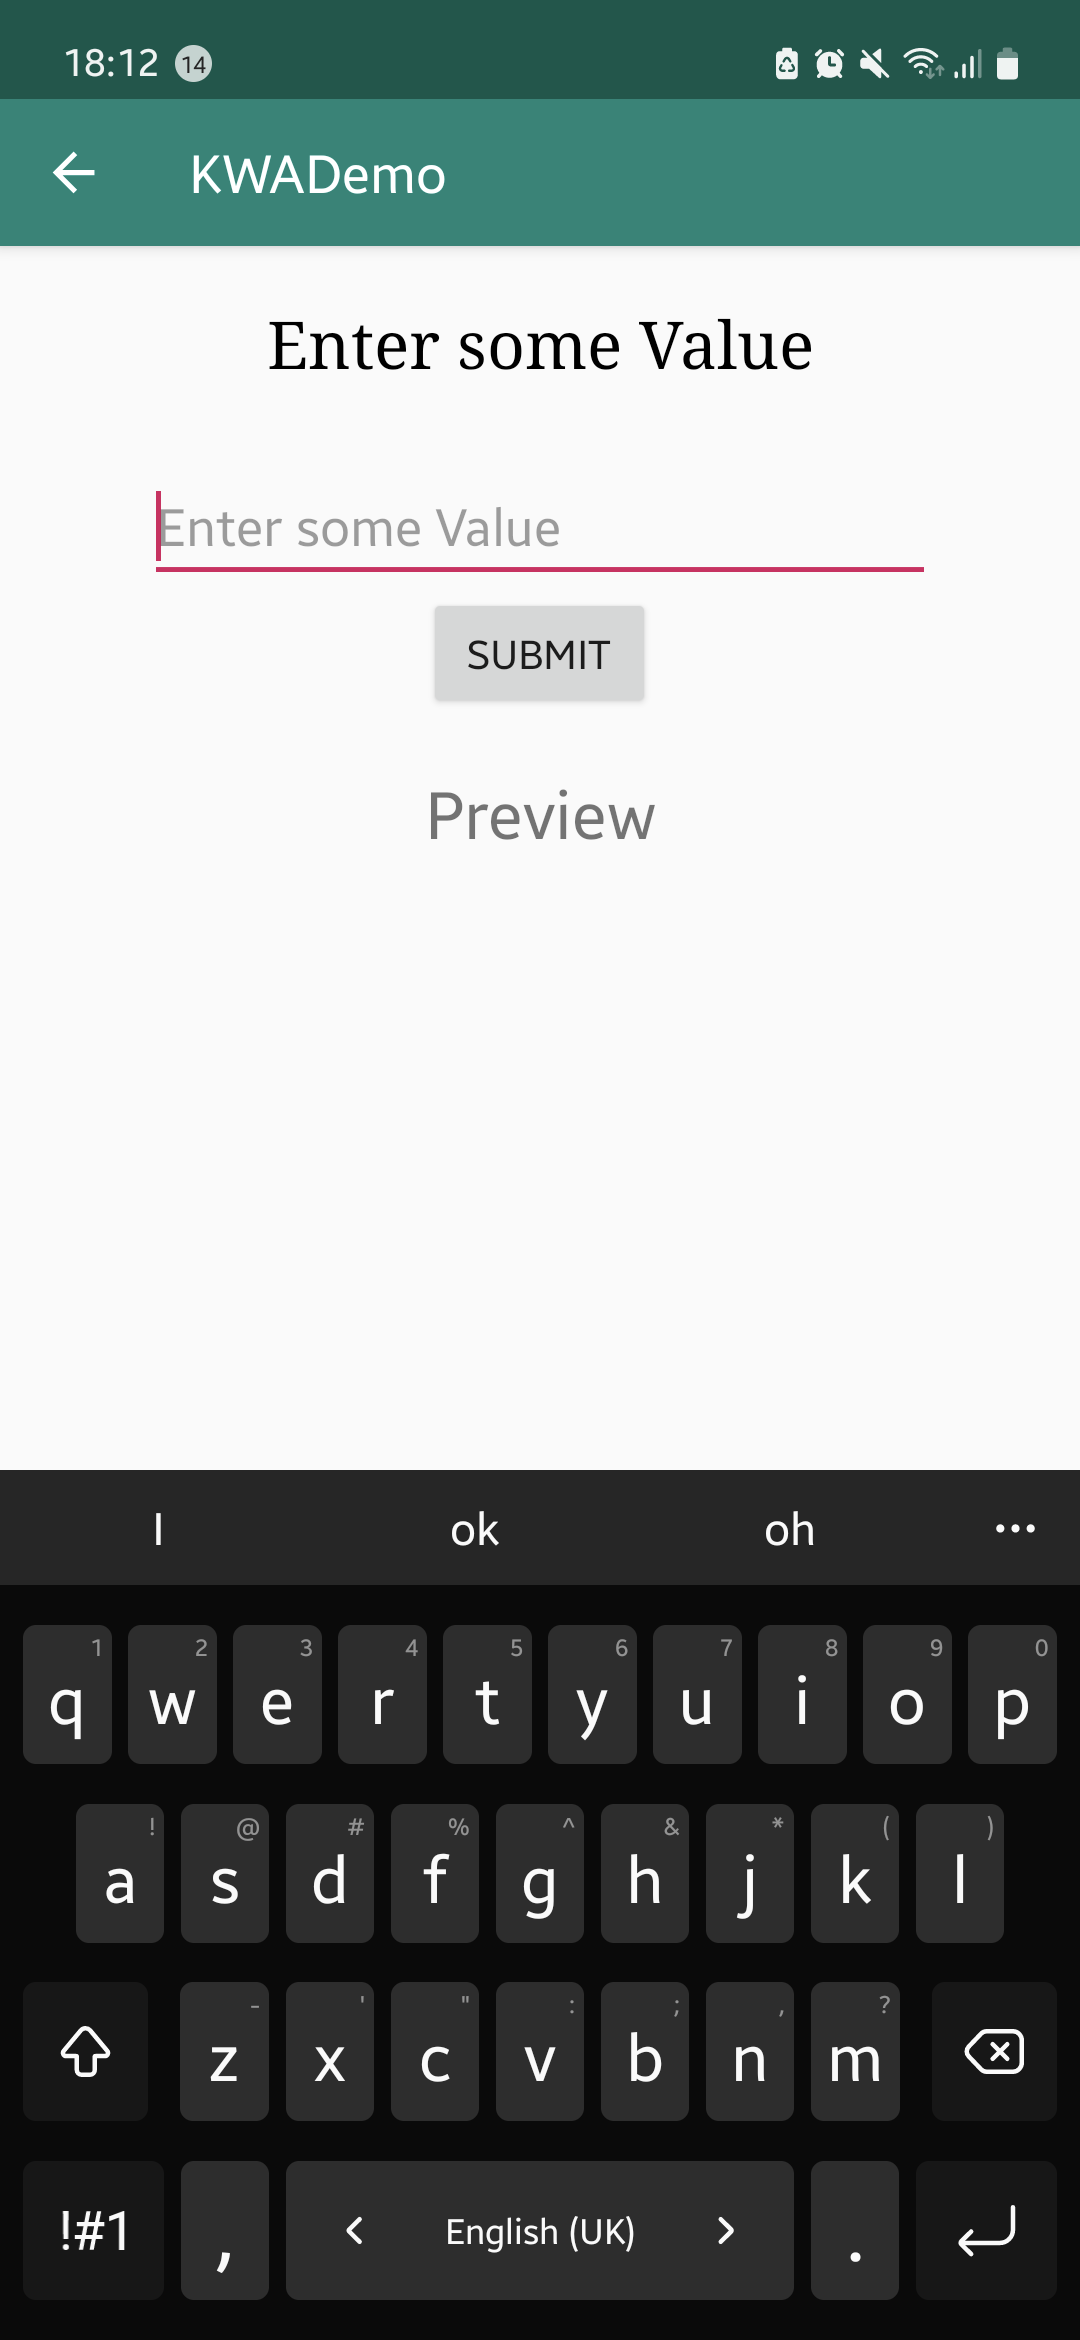 18:12 14
KWADemo
Enter some Value
Enter some Value
SUBMIT
Preview
I ok oh ...
1 2 3 4 5 6 7 8 9 0
q w e r t y u i o p
! @ # % ^ & * ( )
a s d f g h j k l
- ' " : ; , ?
z x c v b n m
!#1 , < English (UK) > .